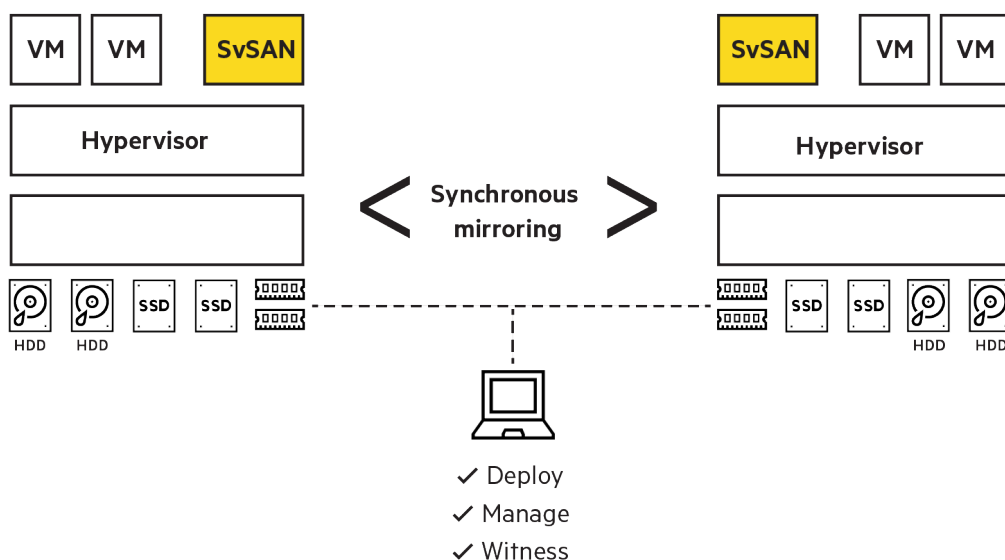 VM VM SvSAN SvSAN VM VM
Hypervisor Hypervisor
Synchronous
mirroring
SSD SSD SSD SSD
HDD HDD HDD HDD
Deploy
Manage
Witness